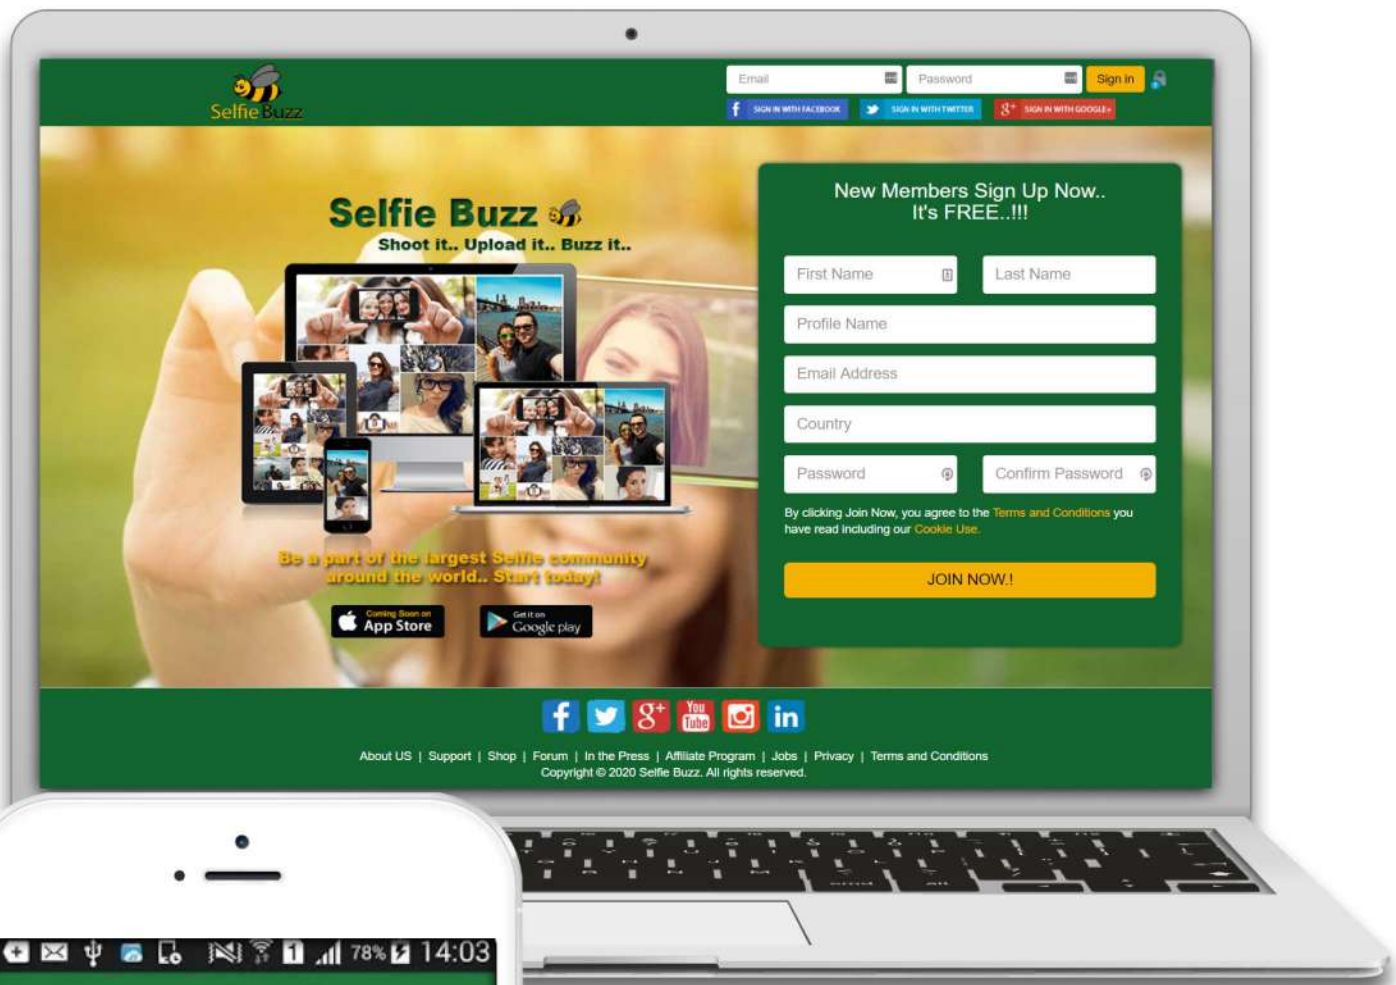 Selfie Buzz
Email
Password
Sign in
f SIGN IN WITH FACEBOOK
SIGN IN WITH TWITTER
g+ SIGN IN WITH GOOGLE+
Selfie Buzz
Shoot it.. Upload it.. Buzz it..
Be a part of the largest Selfie community
around the world.. Start today!
Coming Soon on
App Store
Get it on
Google play
New Members Sign Up Now..
It's FREE..!!!
First Name
Last Name
Profile Name
Email Address
Country
Password
Confirm Password
By clicking Join Now, you agree to the Terms and Conditions you
have read including our Cookie Use.
JOIN NOW.!
f g+ You Tube in
About US | Support | Shop | Forum | In the Press | Affiliate Program | Jobs | Privacy | Terms and Conditions
Copyright © 2020 Selfie Buzz. All rights reserved.
1 78% 14:03